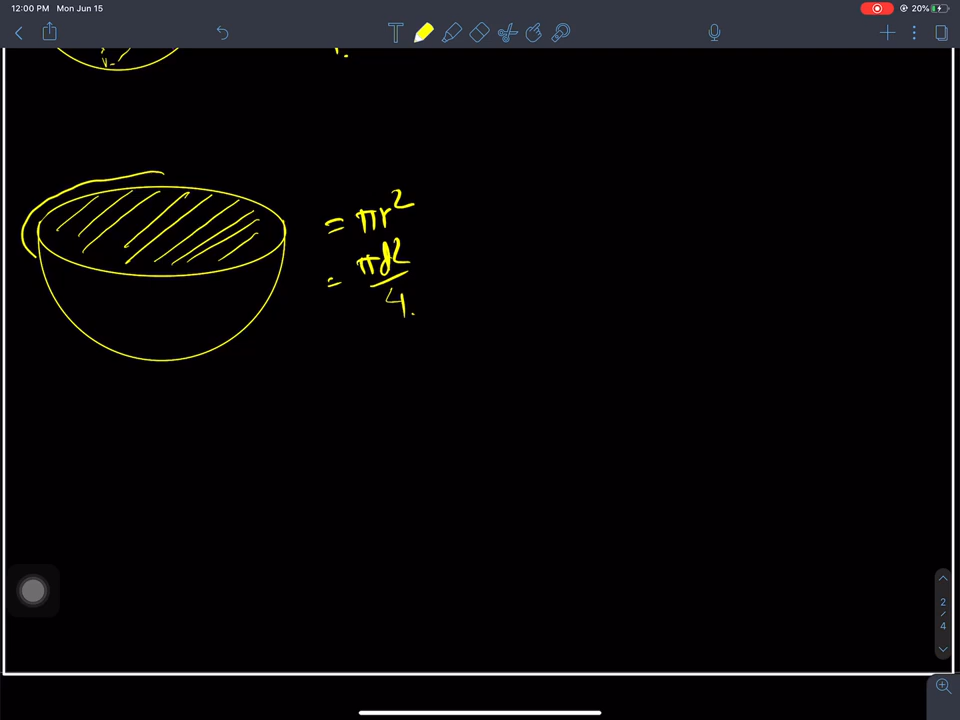 12:00 PM Mon Jun 15
20%
T
= πr²
= πd²/4.
2
/
4